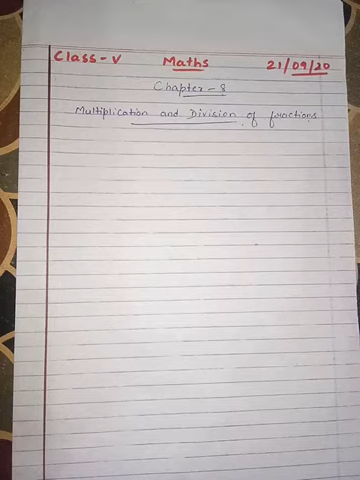 Class - V Maths 21/09/20
Chapter - 8
Multiplication and Division of fractions